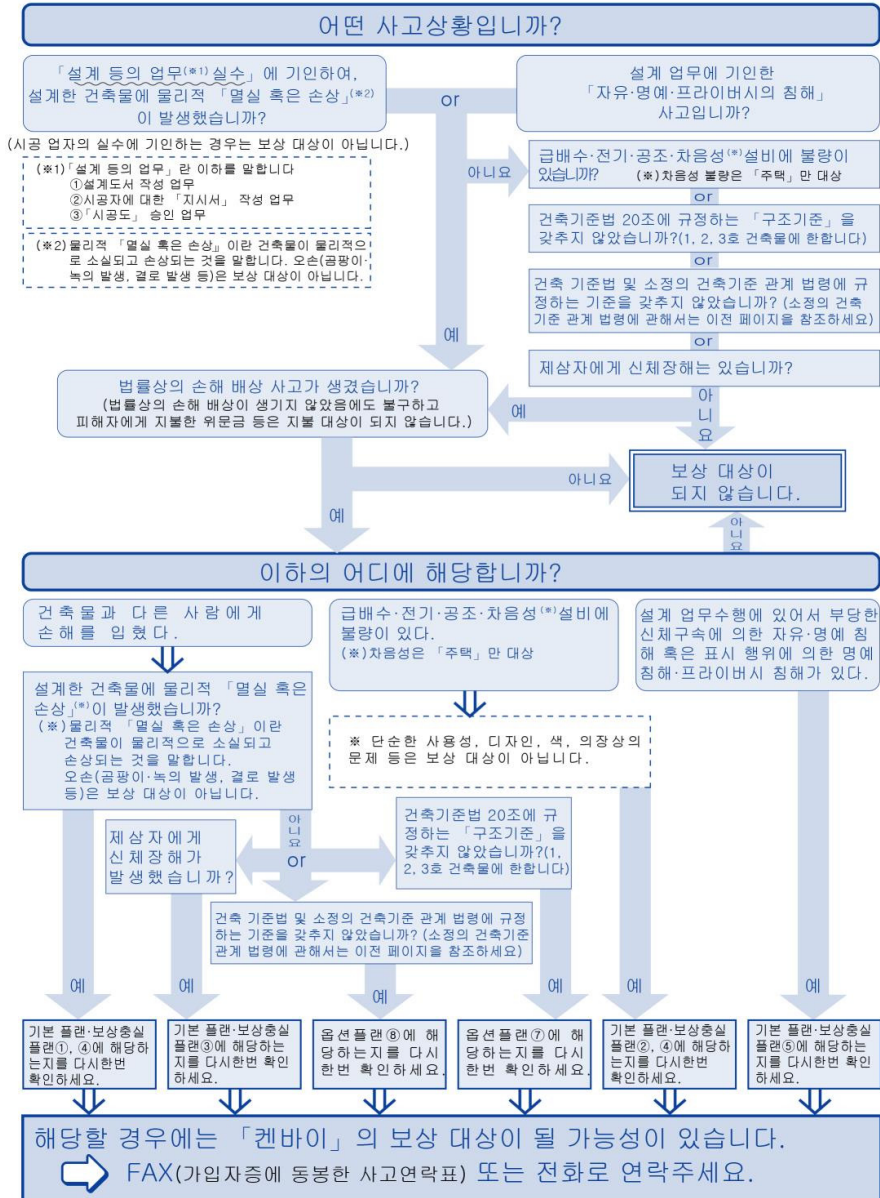 어떤 사고상황입니까?
「설계 등의 업무(※1) 실수」에 기인하여,
설계한 건축물에 물리적 「멸실 혹은 손상」(※2)
이 발생했습니까?
or
설계 업무에 기인한
「자유·명예·프라이버시의 침해」
사고입니까?
(시공 업자의 실수에 기인하는 경우는 보상 대상이 아닙니다.)
(※1)「설계 등의 업무」란 이하를 말합니다
①설계도서 작성 업무
②시공자에 대한 「지시서」 작성 업무
③「시공도」 승인 업무
(※2) 물리적 「멸실 혹은 손상」이란 건축물이 물리적으
로 소실되고 손상되는 것을 말합니다. 오손(곰팡이·
녹의 발생, 결로 발생 등)은 보상 대상이 아닙니다.
아니요
급배수·전기·공조·차음성(※)설비에 불량이
있습니까? (※)차음성 불량은 「주택」만 대상
or
건축기준법 20조에 규정하는 「구조기준」을
갖추지 않았습니까?(1, 2, 3호 건축물에 한합니다)
or
건축 기준법 및 소정의 건축기준 관계 법령에 규
정하는 기준을 갖추지 않았습니까? (소정의 건축
기준 관계 법령에 관해서는 이전 페이지을 참조하세요)
or
제삼자에게 신체장해는 있습니까?
예
법률상의 손해 배상 사고가 생겼습니까?
(법률상의 손해 배상이 생기지 않았음에도 불구하고
피해자에게 지불한 위문금 등은 지불 대상이 되지 않습니다.)
예
아니요
아니요
보상 대상이
되지 않습니다.
예
아니요
이하의 어디에 해당합니까?
건축물과 다른 사람에게
손해를 입혔다.
급배수·전기·공조·차음성(※)설비에
불량이 있다.
(※)차음성은 「주택」만 대상
설계 업무수행에 있어서 부당한
신체구속에 의한 자유·명예 침
해 혹은 표시 행위에 의한 명예
침해·프라이버시 침해가 있다.
설계한 건축물에 물리적 「멸실 혹은
손상」(※)이 발생했습니까?
(※)물리적 「멸실 혹은 손상」이란
건축물이 물리적으로 소실되고
손상되는 것을 말합니다.
오손(곰팡이·녹의 발생, 결로 발생
등)은 보상 대상이 아닙니다.
※ 단순한 사용성, 디자인, 색, 의장상의
문제 등은 보상 대상이 아닙니다.
아니요
제삼자에게
신체장해가
발생했습니까?
or
건축기준법 20조에 규
정하는 「구조기준」을
갖추지 않았습니까?(1,
2, 3호 건축물에 한합니다)
건축 기준법 및 소정의 건축기준 관계 법령에 규정
하는 기준을 갖추지 않았습니까? (소정의 건축기준
관계 법령에 관해서는 이전 페이지을 참조하세요)
예
예
예
예
예
예
기본 플랜·보상충실
플랜①, ④에 해당하
는지를 다시한번
확인하세요.
기본 플랜·보상충실
플랜③에 해당하는
지를 다시한번 확인
하세요.
옵션플랜⑧에 해
당하는지를 다시
한번 확인하세요.
옵션플랜⑦에 해
당하는지를 다시
한번 확인하세요.
기본 플랜·보상충실
플랜②, ④에 해당하
는지를 다시한번
확인하세요.
기본 플랜·보상충실
플랜⑤에 해당하는
지를 다시한번 확인
하세요.
해당할 경우에는 「켄바이」의 보상 대상이 될 가능성이 있습니다.
FAX(가입자증에 동봉한 사고연락표) 또는 전화로 연락주세요.